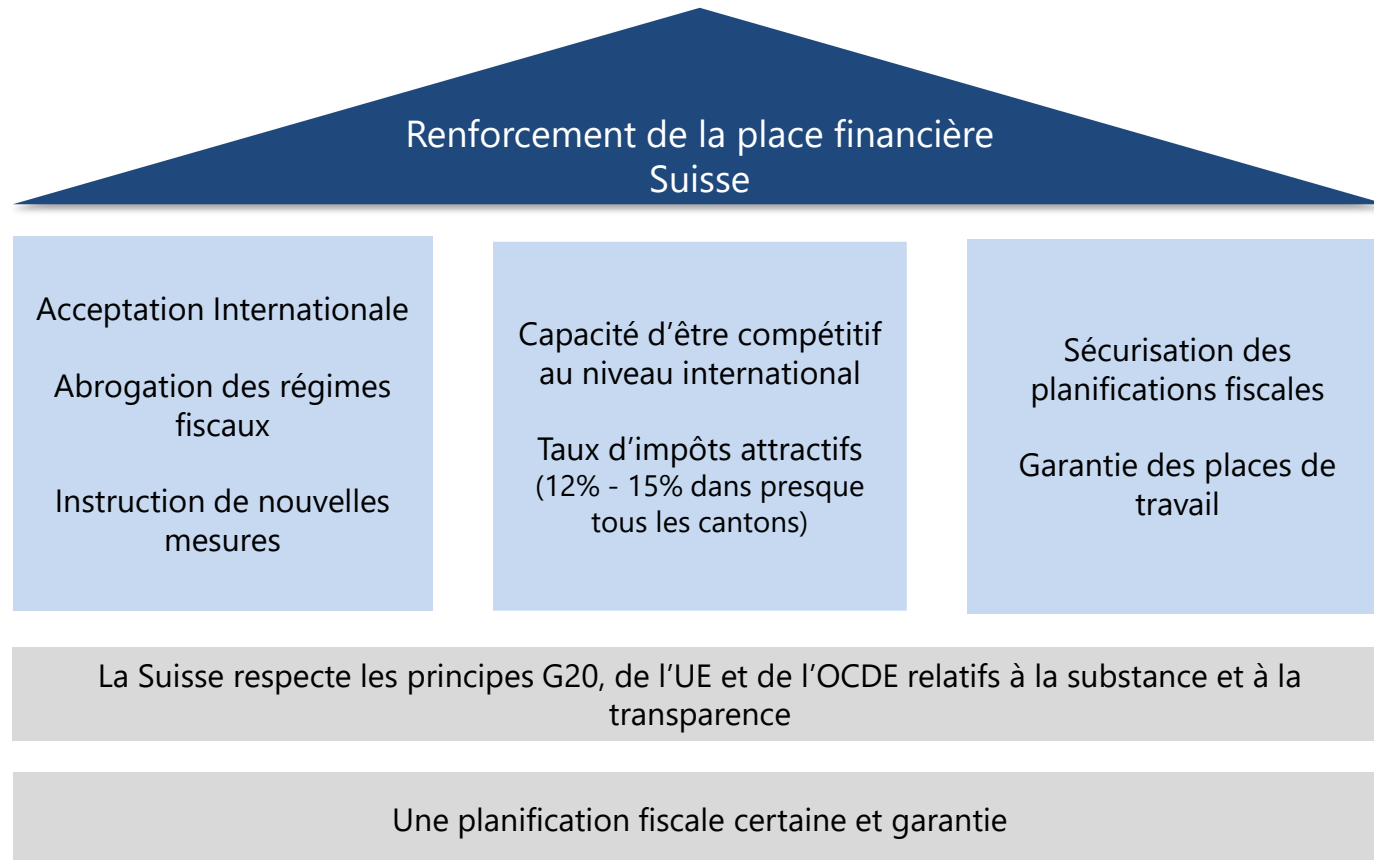 Renforcement de la place financière
Suisse
Acceptation Internationale
Abrogation des régimes
fiscaux
Instruction de nouvelles
mesures
Capacité d’être compétitif
au niveau international
Taux d’impôts attractifs
(12% - 15% dans presque
tous les cantons)
Sécurisation des
planifications fiscales
Garantie des places de
travail
La Suisse respecte les principes G20, de l’UE et de l’OCDE relatifs à la substance et à la
transparence
Une planification fiscale certaine et garantie